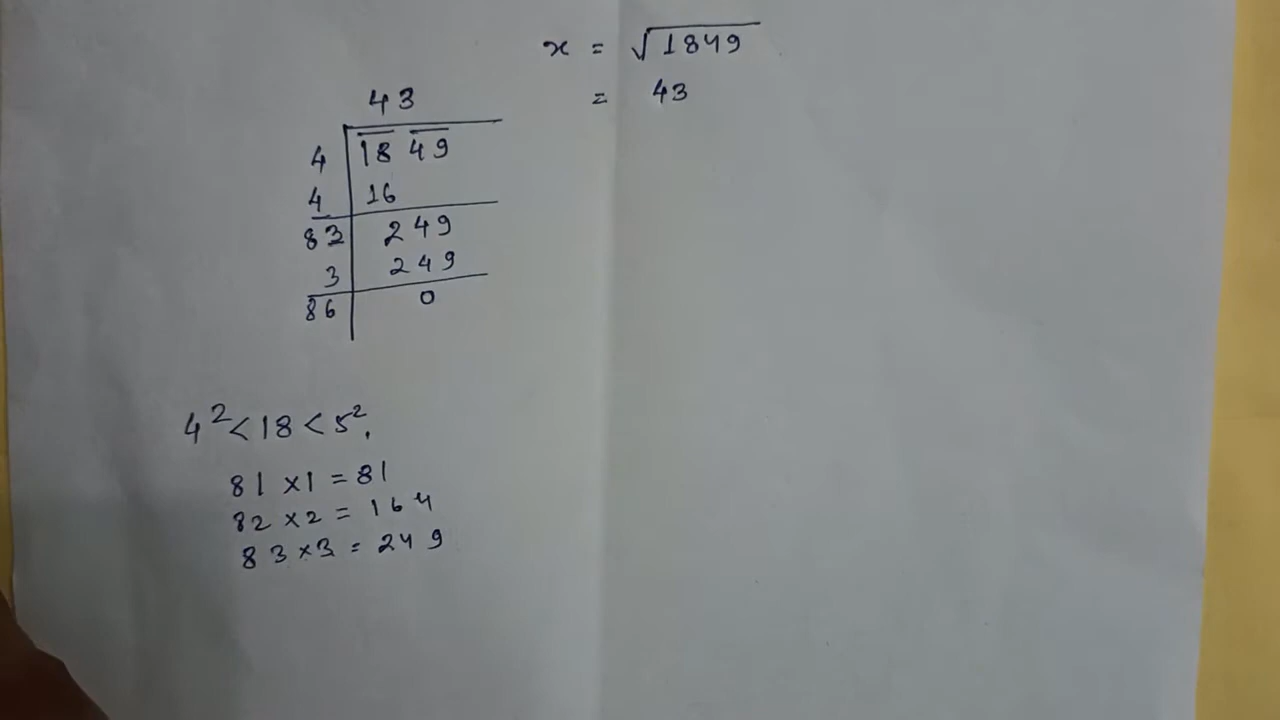 x = √1849
= 43
43
4 18 49
4 16
83 249
3 249
86 0
4² < 18 < 5².
81 × 1 = 81
82 × 2 = 164
83 × 3 = 249